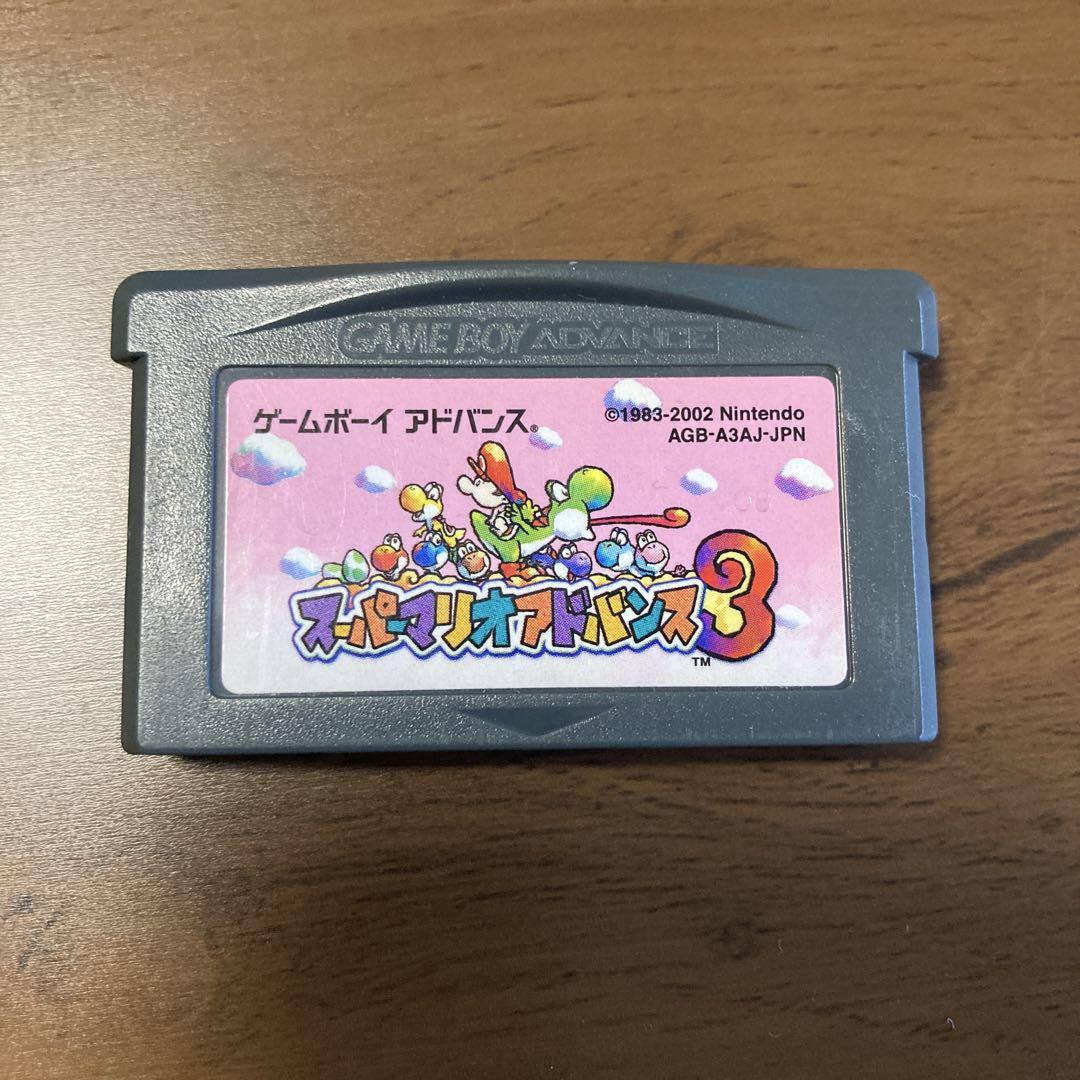 GAME BOY ADVANCE
ゲームボーイ アドバンス®
©1983-2002 Nintendo
AGB-A3AJ-JPN
スーパーマリオアドバンス3
TM